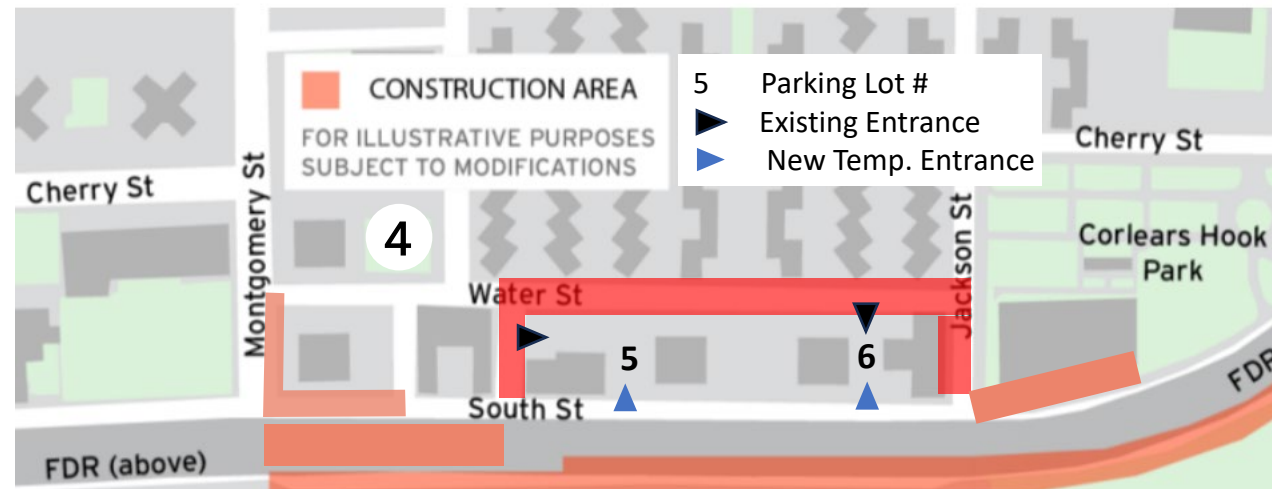 CONSTRUCTION AREA
FOR ILLUSTRATIVE PURPOSES
SUBJECT TO MODIFICATIONS
5 Parking Lot #
Existing Entrance
New Temp. Entrance
Cherry St
Cherry St
Montgomery St
4
Jackson St
Corlears Hook
Park
Water St
5
6
South St
FDR
FDR (above)